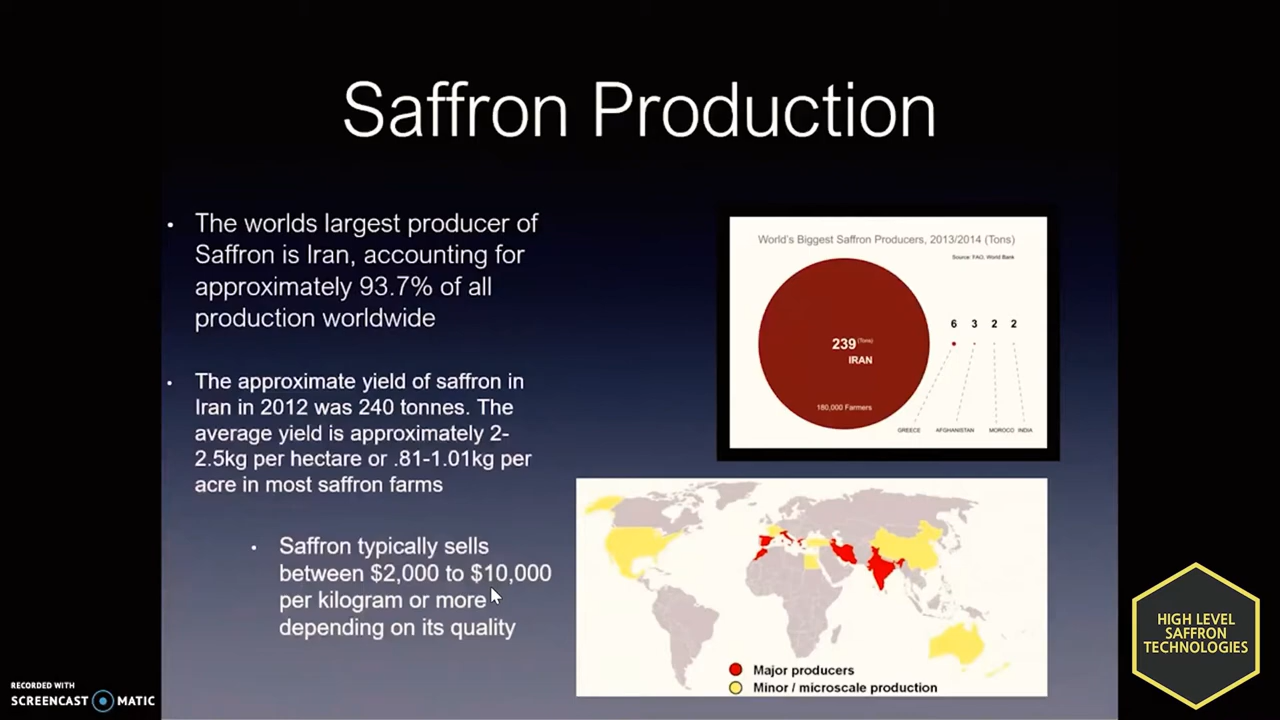 Saffron Production
• The worlds largest producer of
Saffron is Iran, accounting for
approximately 93.7% of all
production worldwide
• The approximate yield of saffron in
Iran in 2012 was 240 tonnes. The
average yield is approximately 2-
2.5kg per hectare or .81-1.01kg per
acre in most saffron farms
• Saffron typically sells
between $2,000 to $10,000
per kilogram or more
depending on its quality
World's Biggest Saffron Producers, 2013/2014 (Tons)
Source: FAO, World Bank
6 3 2 2
239 (Tons)
IRAN
180,000 Farmers
GREECE AFGHANISTAN MOROCO INDIA
Major producers
Minor / microscale production
HIGH LEVEL
SAFFRON
TECHNOLOGIES
RECORDED WITH
SCREENCAST MATIC